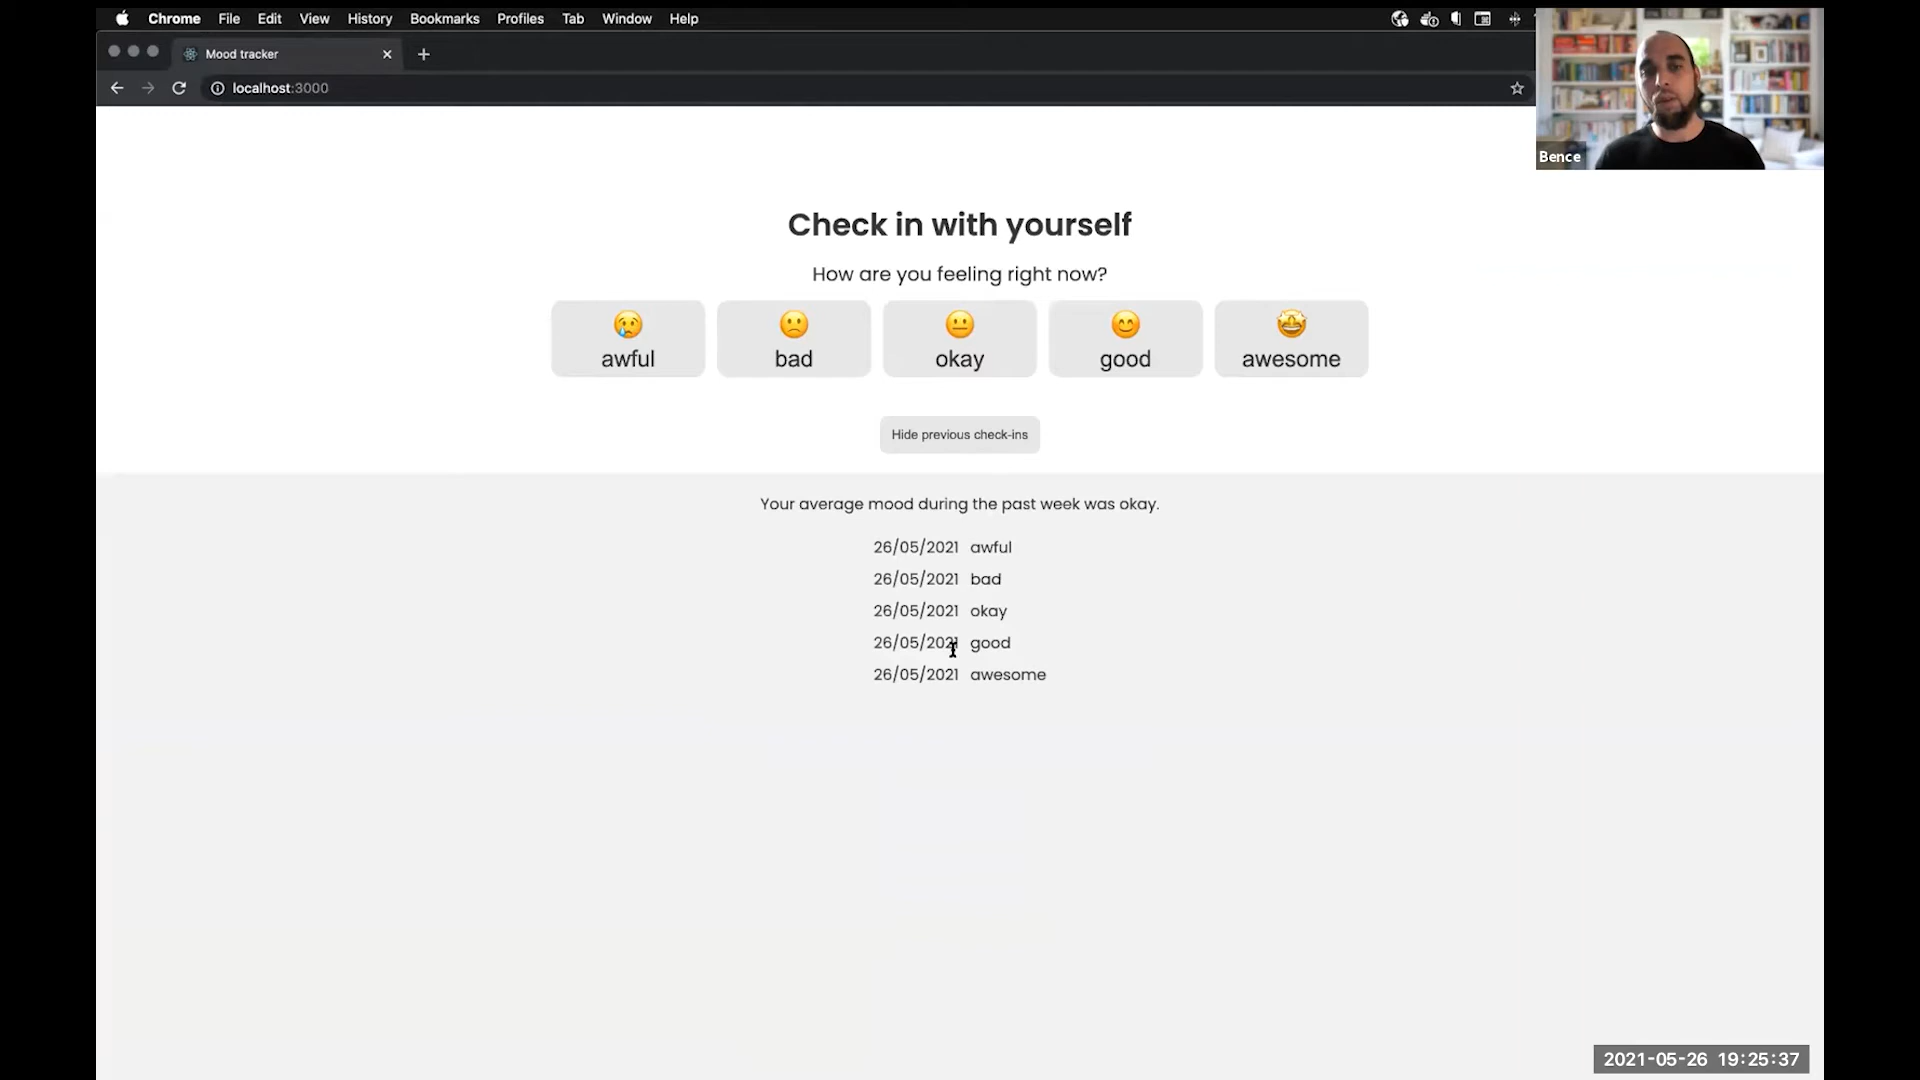 Chrome File Edit View History Bookmarks Profiles Tab Window Help
Mood tracker
localhost:3000
Bence
Check in with yourself
How are you feeling right now?
awful bad okay good awesome
Hide previous check-ins
Your average mood during the past week was okay.
26/05/2021 awful
26/05/2021 bad
26/05/2021 okay
26/05/2021 good
26/05/2021 awesome
2021-05-26 19:25:37